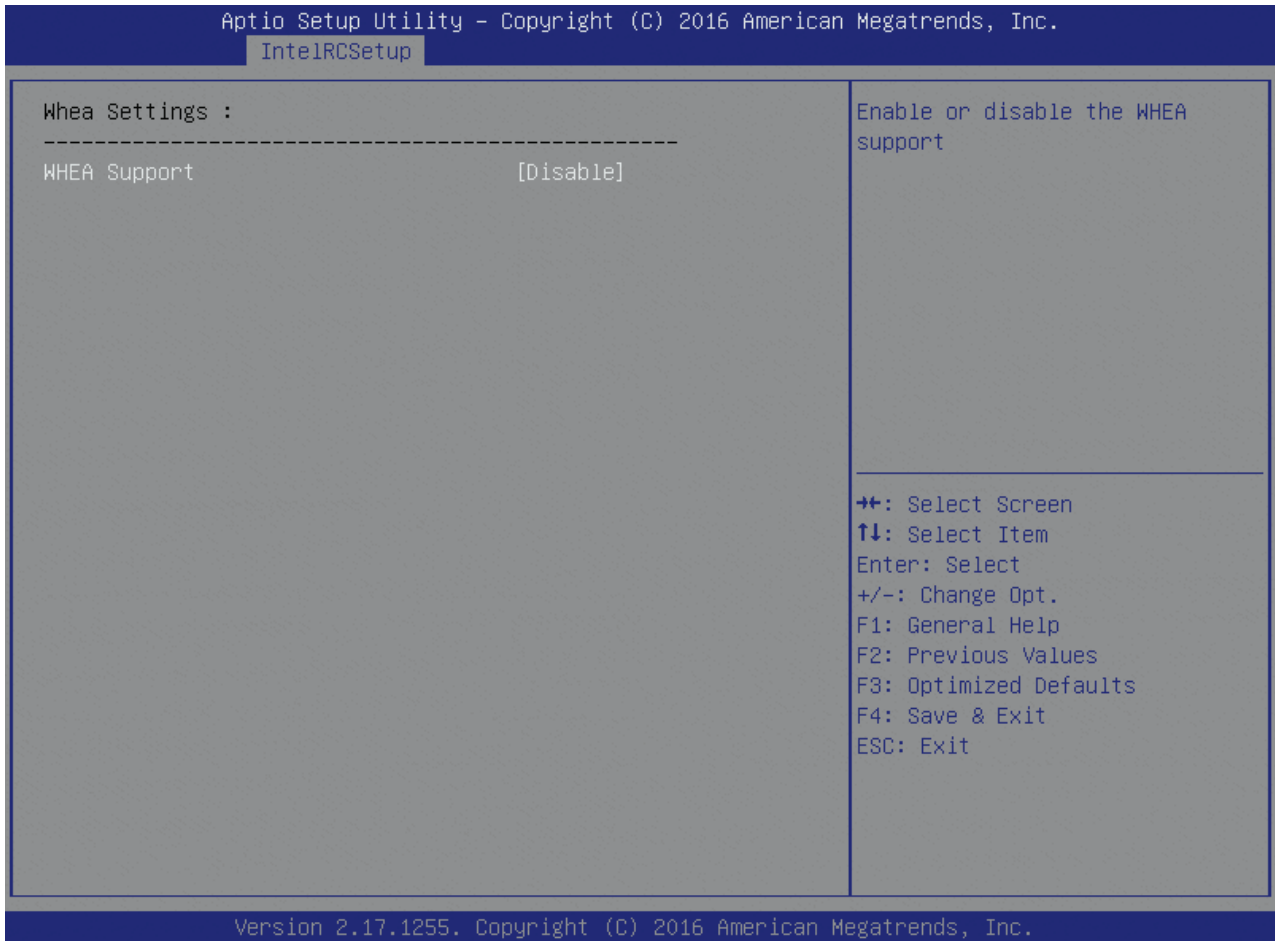 Aptio Setup Utility – Copyright (C) 2016 American Megatrends, Inc.
IntelRCSetup
Whea Settings :
--------------------------------------------------
WHEA Support [Disable]
Enable or disable the WHEA
support
→←: Select Screen
↑↓: Select Item
Enter: Select
+/-: Change Opt.
F1: General Help
F2: Previous Values
F3: Optimized Defaults
F4: Save & Exit
ESC: Exit
Version 2.17.1255. Copyright (C) 2016 American Megatrends, Inc.